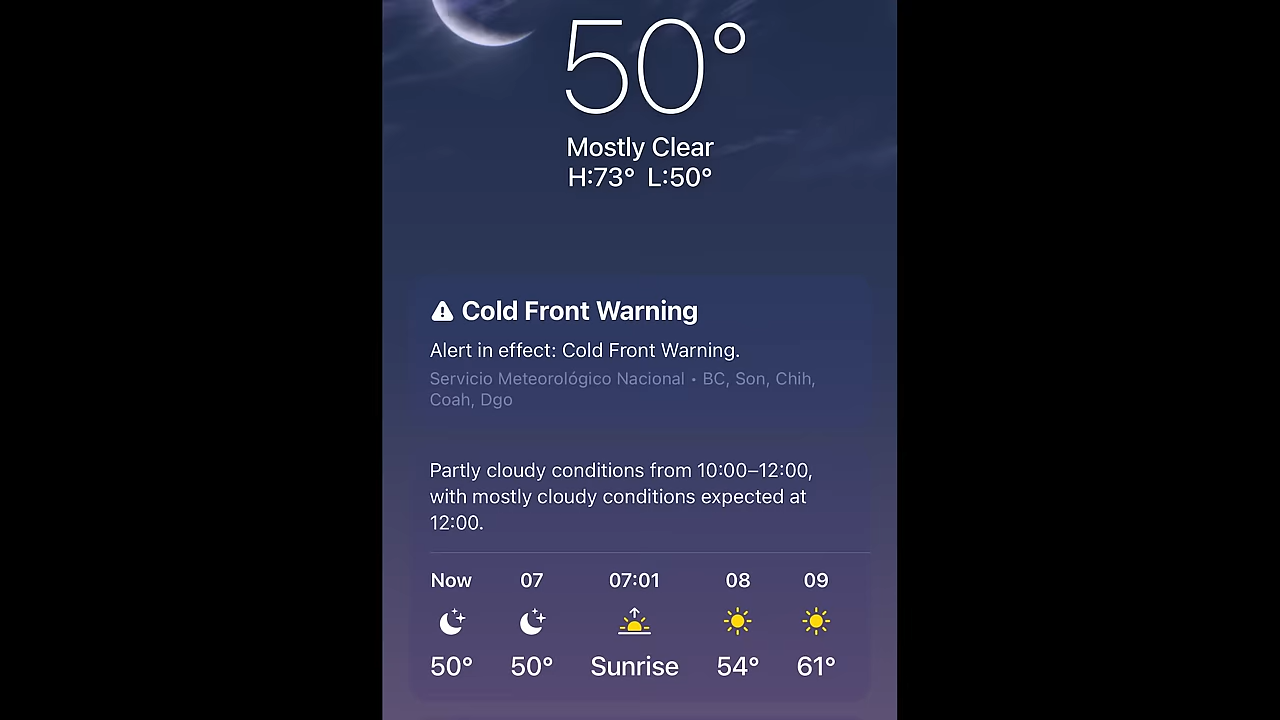 50°
Mostly Clear
H:73° L:50°
Cold Front Warning
Alert in effect: Cold Front Warning.
Servicio Meteorológico Nacional • BC, Son, Chih,
Coah, Dgo
Partly cloudy conditions from 10:00–12:00,
with mostly cloudy conditions expected at
12:00.
Now 07 07:01 08 09
50° 50° Sunrise 54° 61°